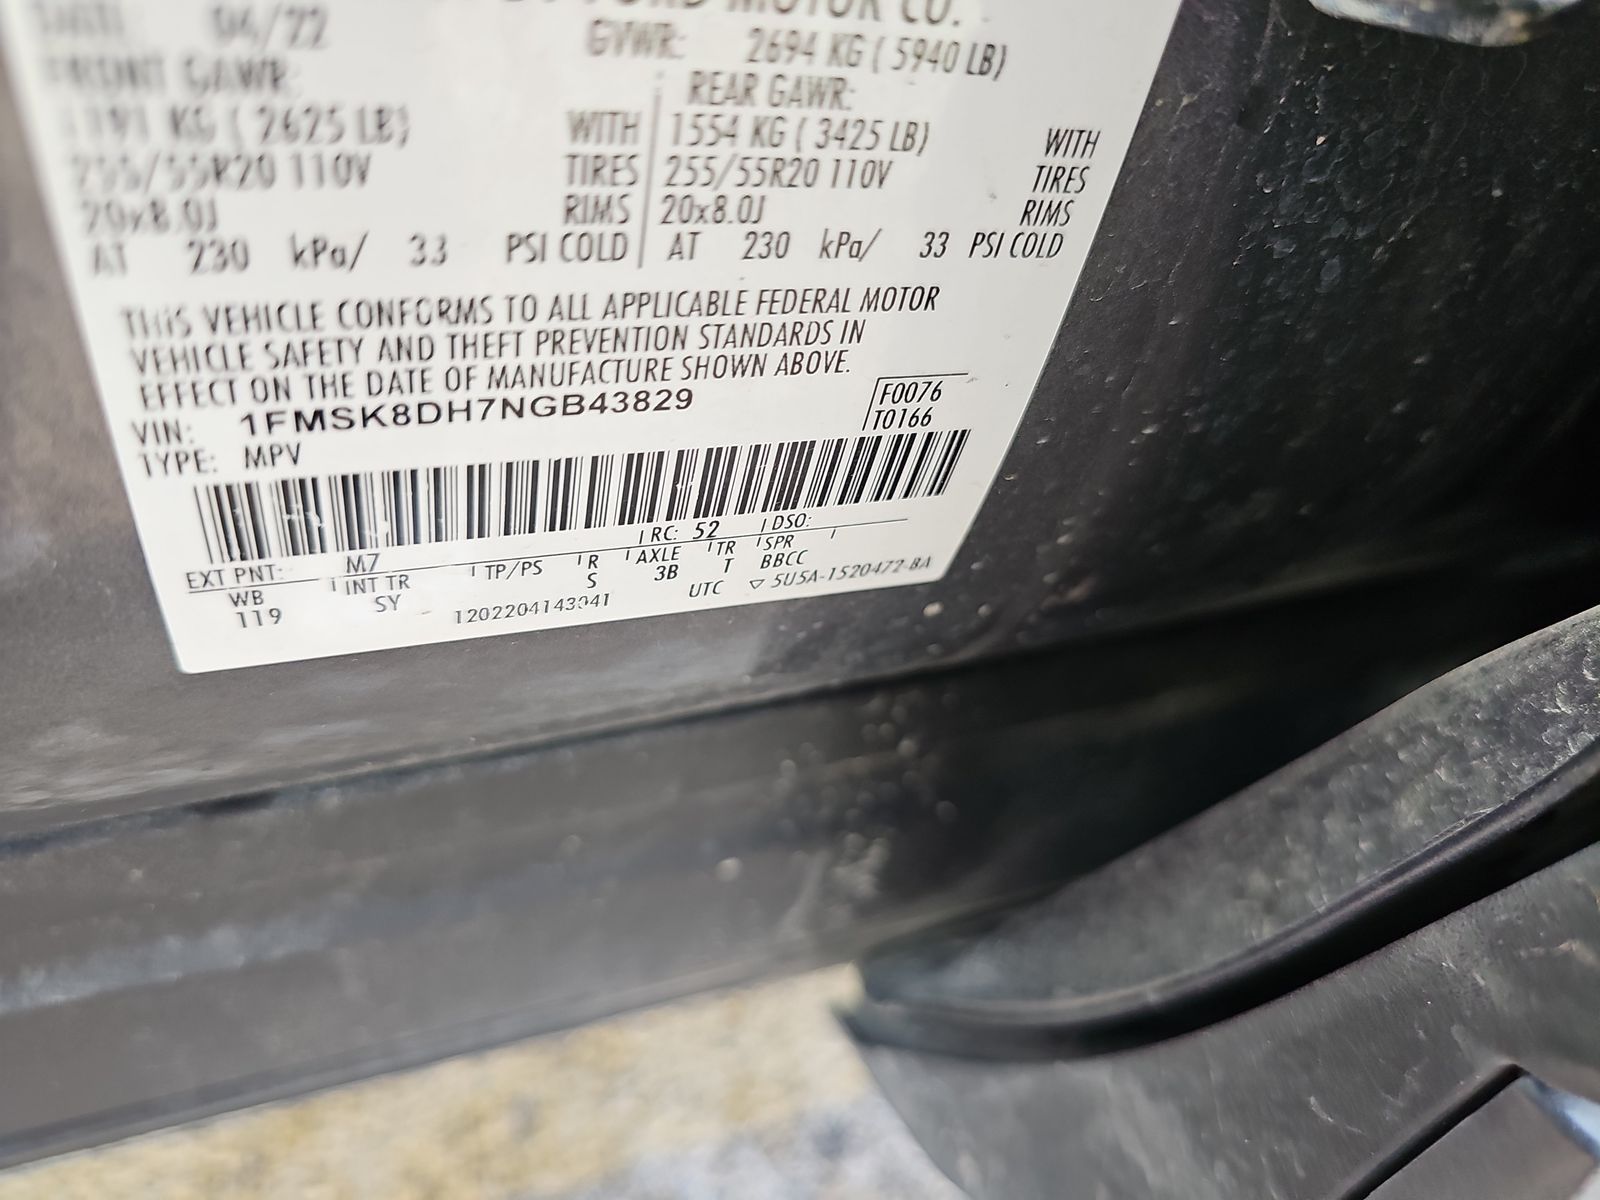 FORD MOTOR CO.
DATE: 04/22 GVWR: 2694 KG ( 5940 LB)
FRONT GAWR: REAR GAWR:
1191 KG ( 2625 LB) WITH 1554 KG ( 3425 LB) WITH
255/55R20 110V TIRES 255/55R20 110V TIRES
20x8.0J RIMS 20x8.0J RIMS
AT 230 kPa/ 33 PSI COLD AT 230 kPa/ 33 PSI COLD
THIS VEHICLE CONFORMS TO ALL APPLICABLE FEDERAL MOTOR
VEHICLE SAFETY AND THEFT PREVENTION STANDARDS IN
EFFECT ON THE DATE OF MANUFACTURE SHOWN ABOVE.
VIN: 1FMSK8DH7NGB43829 F0076
TYPE: MPV T0166
EXT PNT: M7 RC: 52 DSO:
WB INT TR TP/PS R AXLE TR SPR
119 SY S 3B T BBCC
1202204143041 UTC ▽ 5U5A-1520472-BA